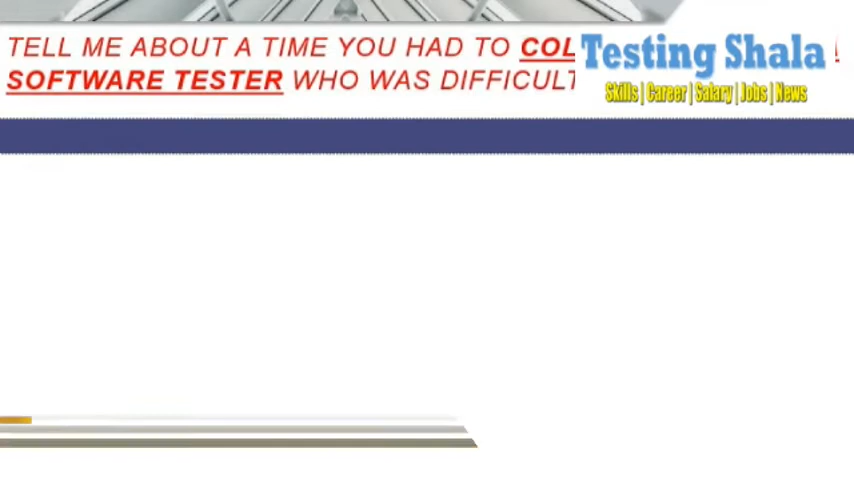 TELL ME ABOUT A TIME YOU HAD TO
SOFTWARE TESTER WHO WAS DIFFICULT
Testing Shala
Skills | Career | Salary | Jobs | News